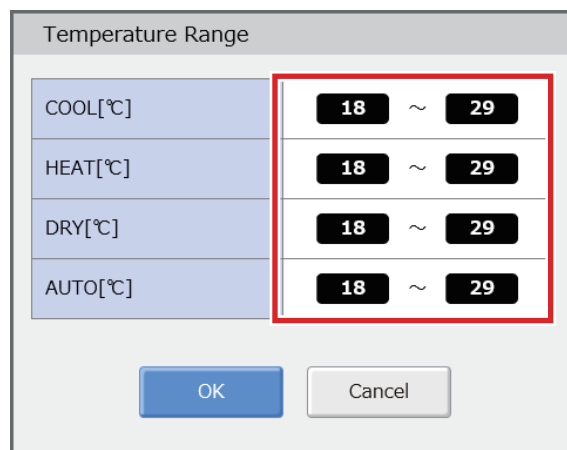 Temperature Range
COOL[℃] 18 ～ 29
HEAT[℃] 18 ～ 29
DRY[℃] 18 ～ 29
AUTO[℃] 18 ～ 29
OK Cancel